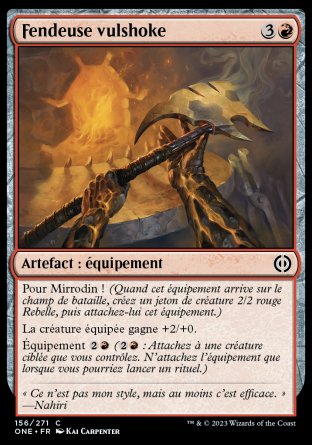 Fendeuse vulshoke 3
Artefact : équipement
Pour Mirrodin ! (Quand cet équipement arrive sur
le champ de bataille, créez un jeton de créature 2/2 rouge
Rebelle, puis attachez-lui cet équipement.)
La créature équipée gagne +2/+0.
Équipement 2 (2 : Attachez à une créature
ciblée que vous contrôlez. N'attachez l'équipement que
lorsque vous pourriez lancer un rituel.)
« Ce n'est pas mon style, mais au moins c'est efficace. »
—Nahiri
156/271 C
ONE • FR Kai Carpenter
™ & © 2023 Wizards of the Coast